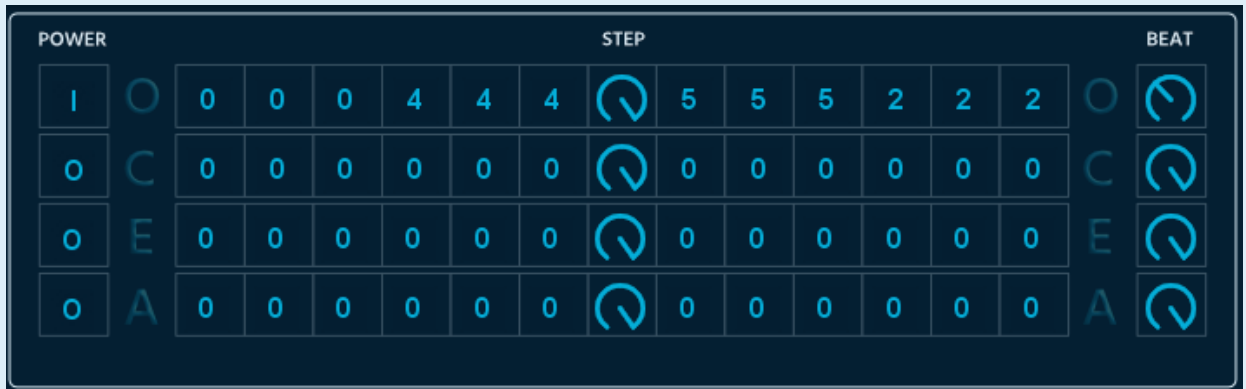 POWER STEP BEAT
I O 0 0 0 4 4 4 5 5 5 2 2 2 O
O C 0 0 0 0 0 0 0 0 0 0 0 0 C
O E 0 0 0 0 0 0 0 0 0 0 0 0 E
O A 0 0 0 0 0 0 0 0 0 0 0 0 A